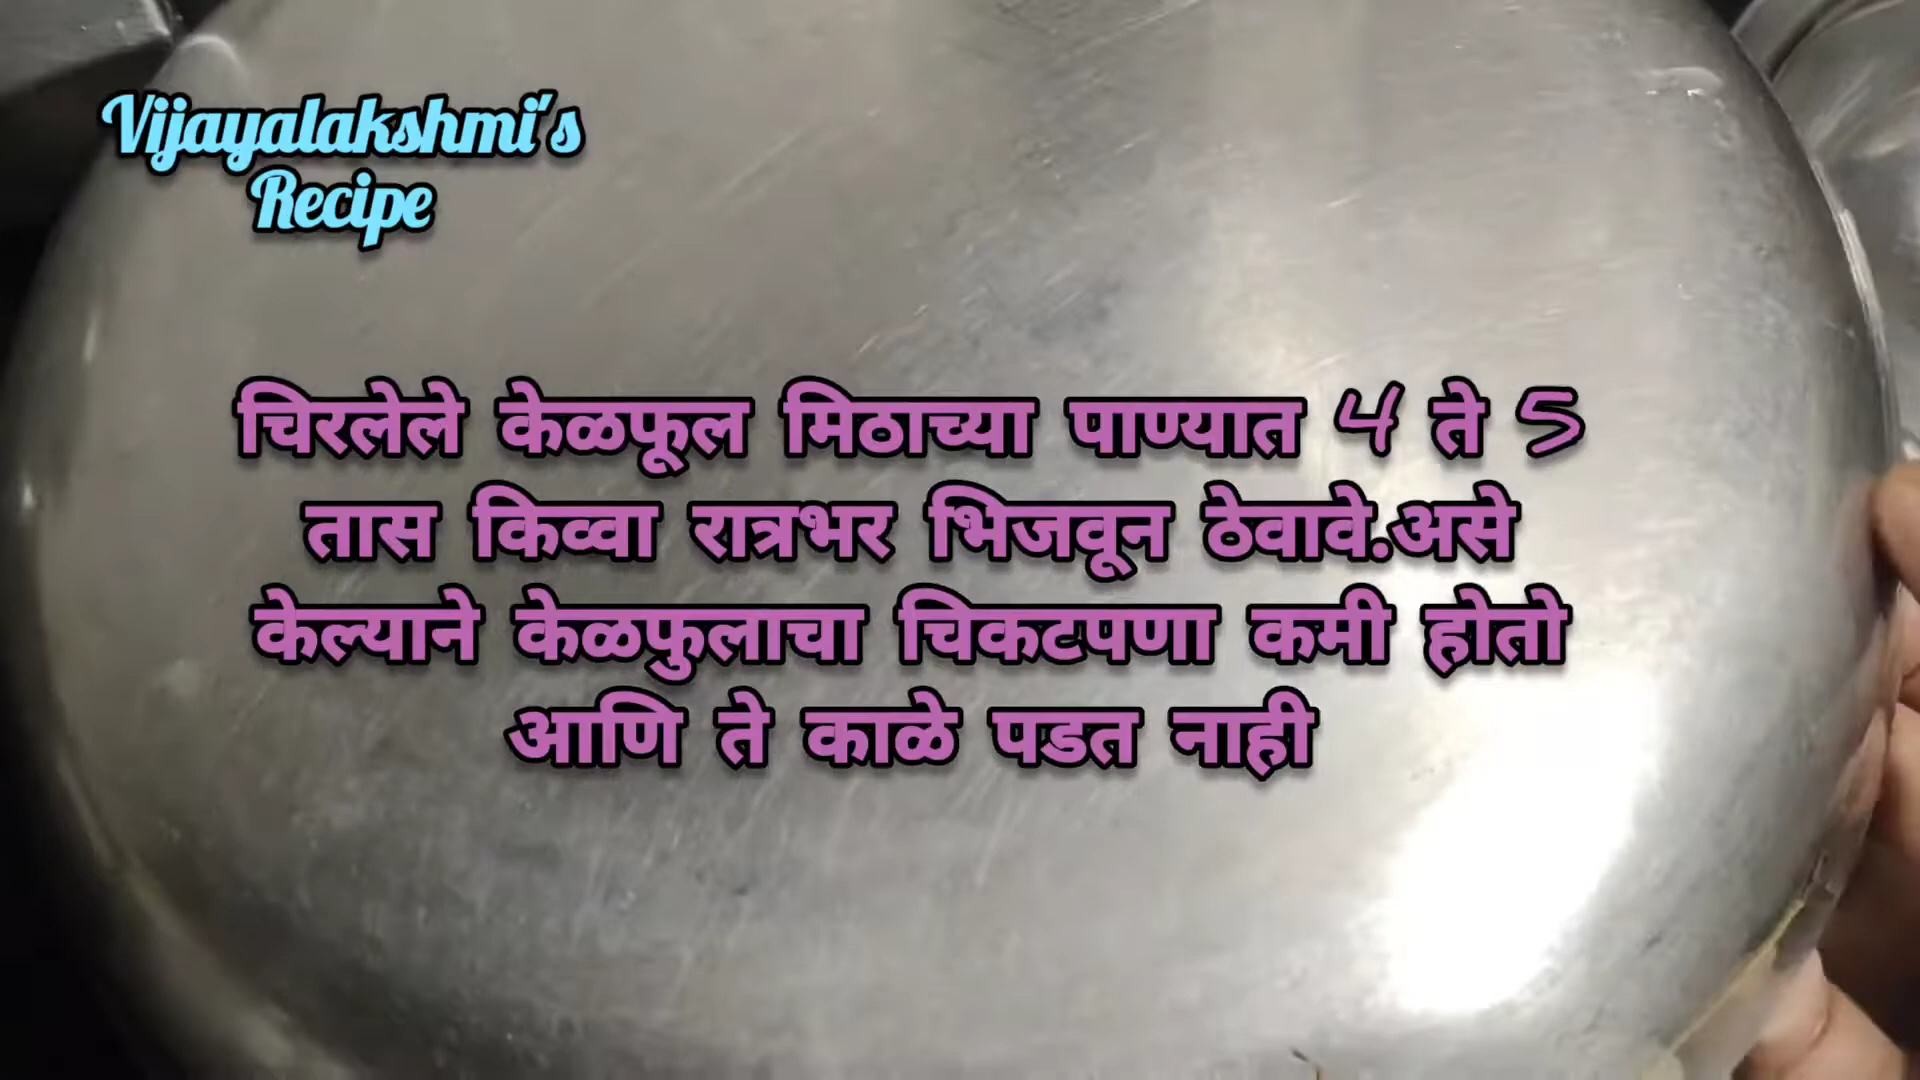 Vijayalakshmi's
Recipe
चिरलेले केळफूल मिठाच्या पाण्यात 4 ते 5
तास किव्वा रात्रभर भिजवून ठेवावे.असे
केल्याने केळफुलाचा चिकटपणा कमी होतो
आणि ते काळे पडत नाही